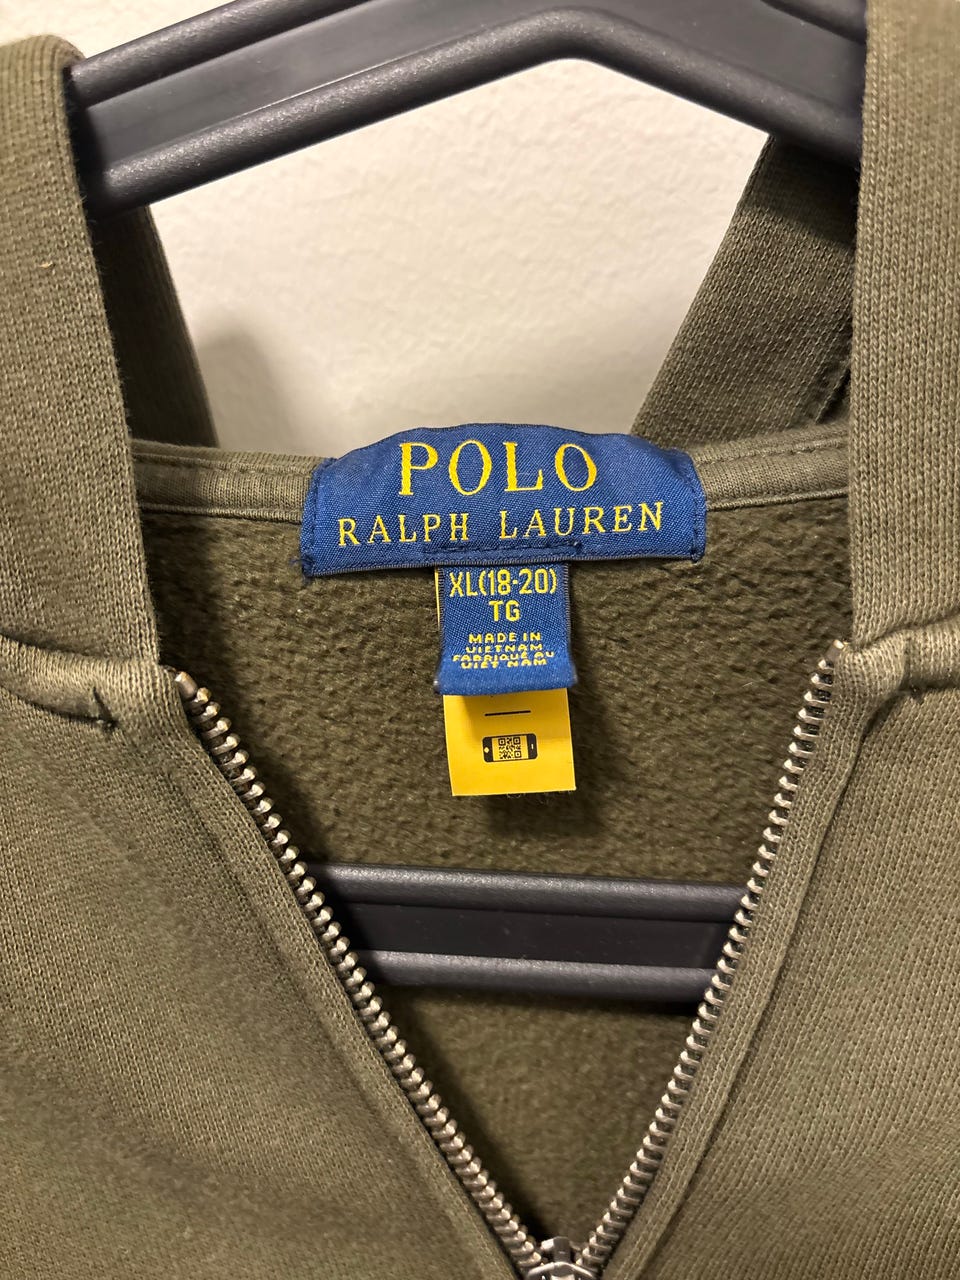 POLO
RALPH LAUREN
XL(18-20)
TG
MADE IN
VIETNAM
FABRIQUÉ AU
VIET NAM